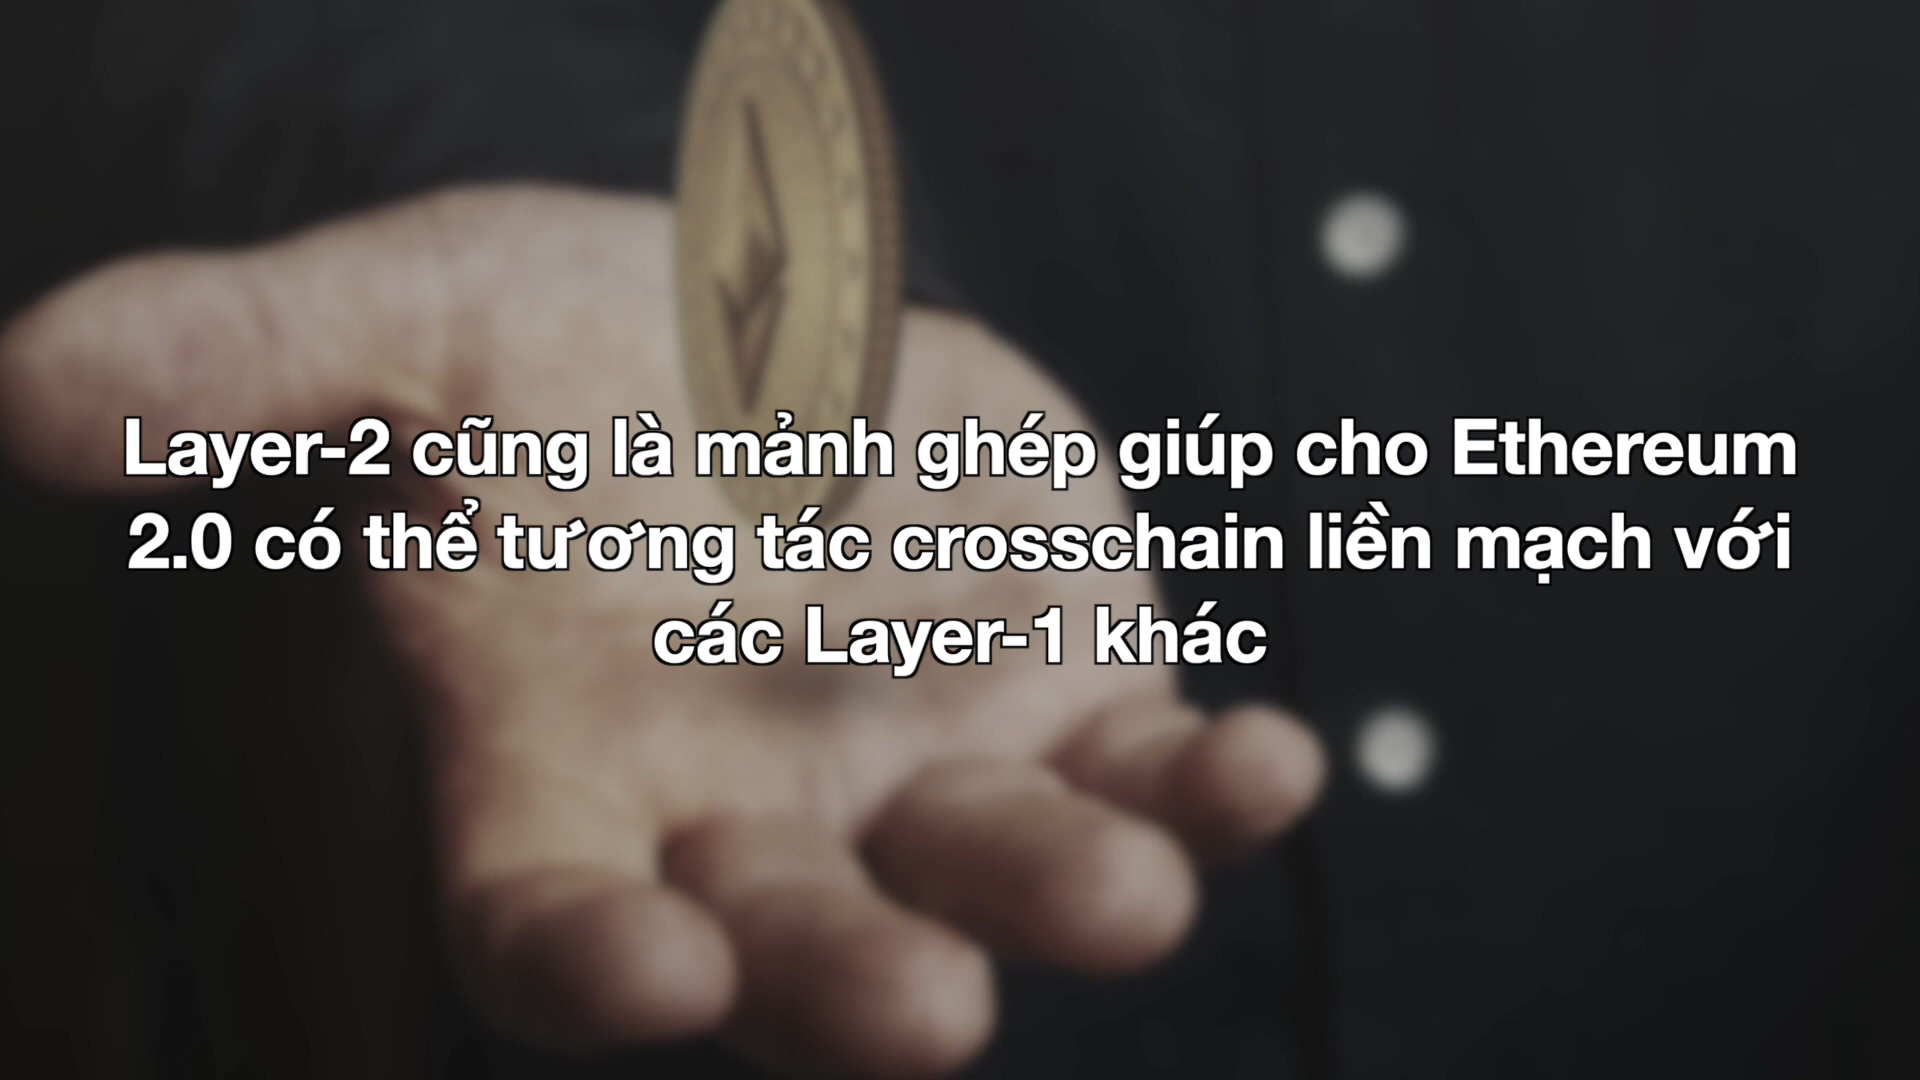 Layer-2 cũng là mảnh ghép giúp cho Ethereum
2.0 có thể tương tác crosschain liền mạch với
các Layer-1 khác